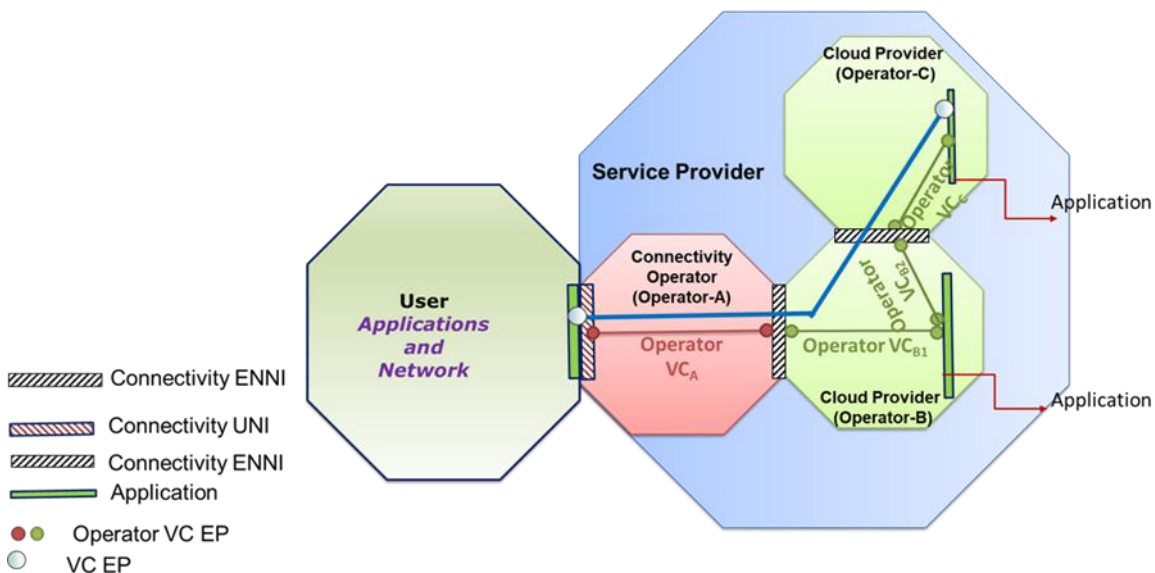 Cloud Provider
(Operator-C)
Operator
VCC
Application
Service Provider
Connectivity
Operator
(Operator-A)
User
Applications
and
Network
Operator
VCA
Operator
VCB2
Operator VCB1
Cloud Provider
(Operator-B)
Application
Connectivity ENNI
Connectivity UNI
Connectivity ENNI
Application
Operator VC EP
VC EP